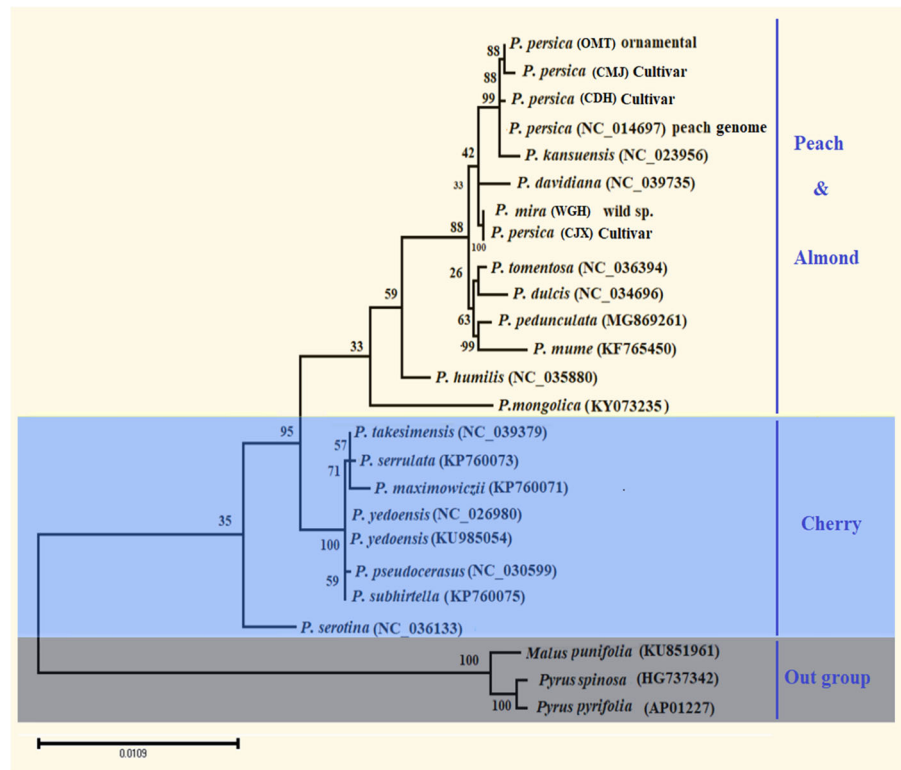 88
P. persica (OMT) ornamental
88
P. persica (CMJ) Cultivar
99
P. persica (CDH) Cultivar
P. persica (NC_014697) peach genome
42
P. kansuensis (NC_023956)
33
P. davidiana (NC_039735)
P. mira (WGH) wild sp.
88
P. persica (CJX) Cultivar
100
26
P. tomentosa (NC_036394)
59
P. dulcis (NC_034696)
63
P. pedunculata (MG869261)
33
99
P. mume (KF765450)
P. humilis (NC_035880)
P.mongolica (KY073235)
Peach
&
Almond
95
P. takesimensis (NC_039379)
57
P. serrulata (KP760073)
71
P. maximowiczii (KP760071)
35
P. yedoensis (NC_026980)
100
P. yedoensis (KU985054)
59
P. pseudocerasus (NC_030599)
P. subhirtella (KP760075)
P. serotina (NC_036133)
Cherry
100
Malus punifolia (KU851961)
Pyrus spinosa (HG737342)
100
Pyrus pyrifolia (AP01227)
Out group
0.0109